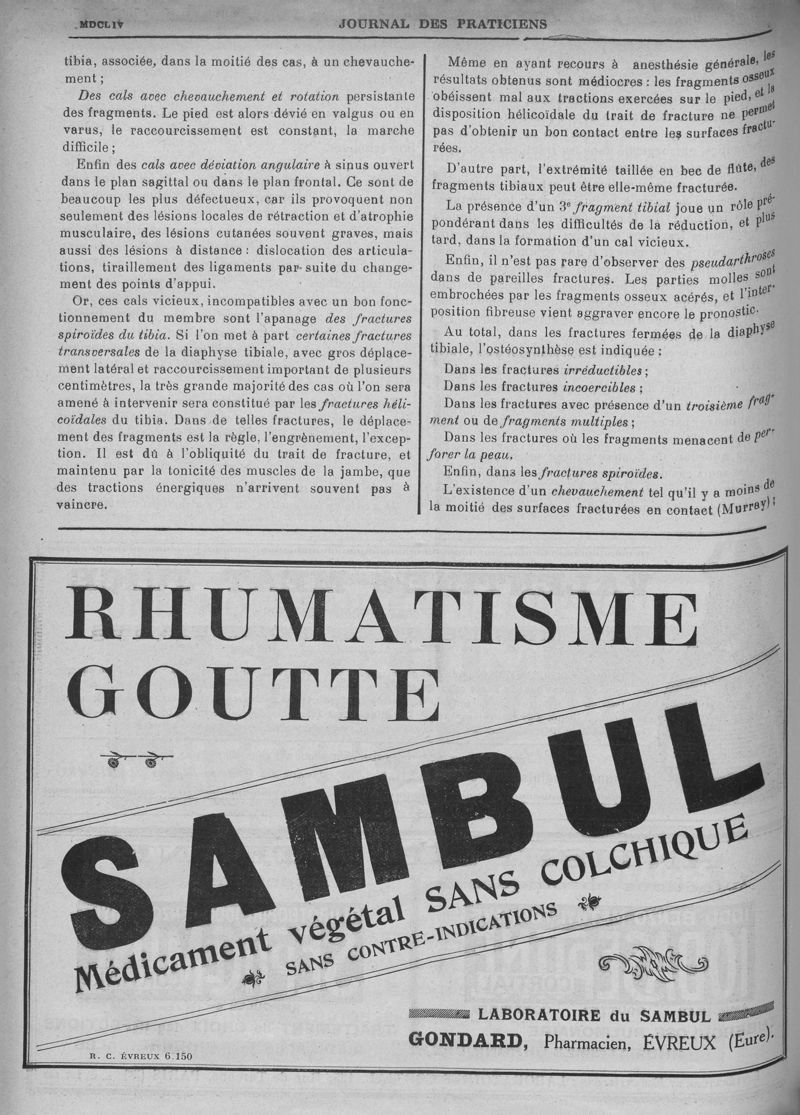 MDCLIV JOURNAL DES PRATICIENS
tibia, associée, dans la moitié des cas, à un chevauche-
ment ;
Des cals avec chevauchement et rotation persistante
des fragments. Le pied est alors dévié en valgus ou en
varus, le raccourcissement est constant, la marche
difficile ;
Enfin des cals avec déviation angulaire à sinus ouvert
dans le plan sagittal ou dans le plan frontal. Ce sont de
beaucoup les plus défectueux, car ils provoquent non
seulement des lésions locales de rétraction et d'atrophie
musculaire, des lésions cutanées souvent graves, mais
aussi des lésions à distance : dislocation des articula-
tions, tiraillement des ligaments par suite du change-
ment des points d'appui.
Or, ces cals vicieux, incompatibles avec un bon fonc-
tionnement du membre sont l'apanage des fractures
spiroïdes du tibia. Si l'on met à part certaines fractures
transversales de la diaphyse tibiale, avec gros déplace-
ment latéral et raccourcissement important de plusieurs
centimètres, la très grande majorité des cas où l'on sera
amené à intervenir sera constitué par les fractures héli-
coïdales du tibia. Dans de telles fractures, le déplace-
ment des fragments est la règle, l'engrènement, l'excep-
tion. Il est dû à l'obliquité du trait de fracture, et
maintenu par la tonicité des muscles de la jambe, que
des tractions énergiques n'arrivent souvent pas à
vaincre.
Même en ayant recours à anesthésie générale, les
résultats obtenus sont médiocres : les fragments osseux
obéissent mal aux tractions exercées sur le pied, et la
disposition hélicoïdale du trait de fracture ne permet
pas d'obtenir un bon contact entre les surfaces fractu-
rées.
D'autre part, l'extrémité taillée en bec de flûte, des
fragments tibiaux peut être elle-même fracturée.
La présence d'un 3e fragment tibial joue un rôle pré-
pondérant dans les difficultés de la réduction, et plus
tard, dans la formation d'un cal vicieux.
Enfin, il n'est pas rare d'observer des pseudarthroses
dans de pareilles fractures. Les parties molles sont
embrochées par les fragments osseux acérés, et l'inter-
position fibreuse vient aggraver encore le pronostic.
Au total, dans les fractures fermées de la diaphyse
tibiale, l'ostéosynthèse est indiquée :
Dans les fractures irréductibles ;
Dans les fractures incoercibles ;
Dans les fractures avec présence d'un troisième frag-
ment ou de fragments multiples ;
Dans les fractures où les fragments menacent de per-
forer la peau.
Enfin, dans les fractures spiroïdes.
L'existence d'un chevauchement tel qu'il y a moins de
la moitié des surfaces fracturées en contact (Murray) ;
RHUMATISME
GOUTTE
SAMBUL
Médicament végétal SANS COLCHIQUE
SANS CONTRE-INDICATIONS
LABORATOIRE du SAMBUL
GONDARD, Pharmacien, ÉVREUX (Eure).
R. C. ÉVREUX 6.150